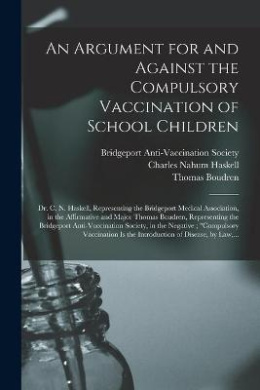 An Argument for and
Against the
Compulsory
Vaccination of
School Children
Bridgeport Anti-Vaccination Society
Charles Nahum Haskell
Thomas Boudren
Dr. C. N. Haskell, Representing the Bridgeport Medical Association,
in the Affirmative and Major Thomas Boudren, Representing the
Bridgeport Anti-Vaccination Society, in the Negative ; "Compulsory
Vaccination Is the Introduction of Disease, by Law,...